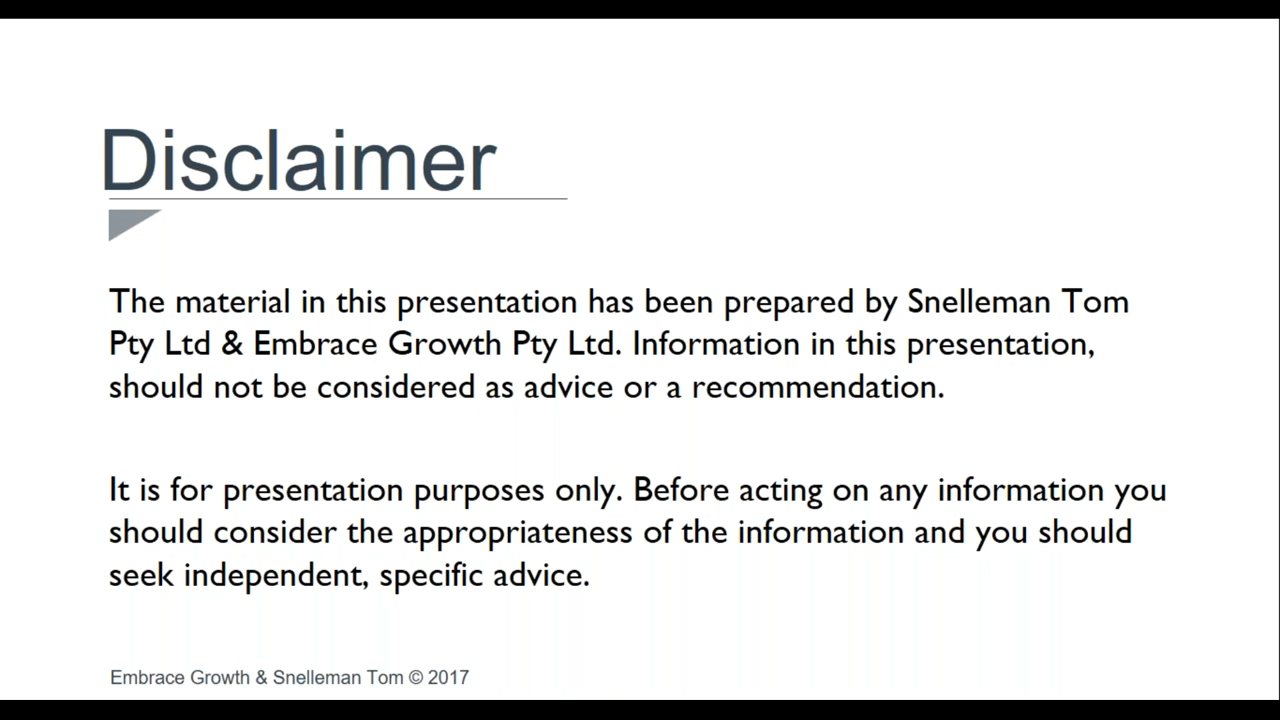 Disclaimer
The material in this presentation has been prepared by Snelleman Tom
Pty Ltd & Embrace Growth Pty Ltd. Information in this presentation,
should not be considered as advice or a recommendation.
It is for presentation purposes only. Before acting on any information you
should consider the appropriateness of the information and you should
seek independent, specific advice.
Embrace Growth & Snelleman Tom © 2017